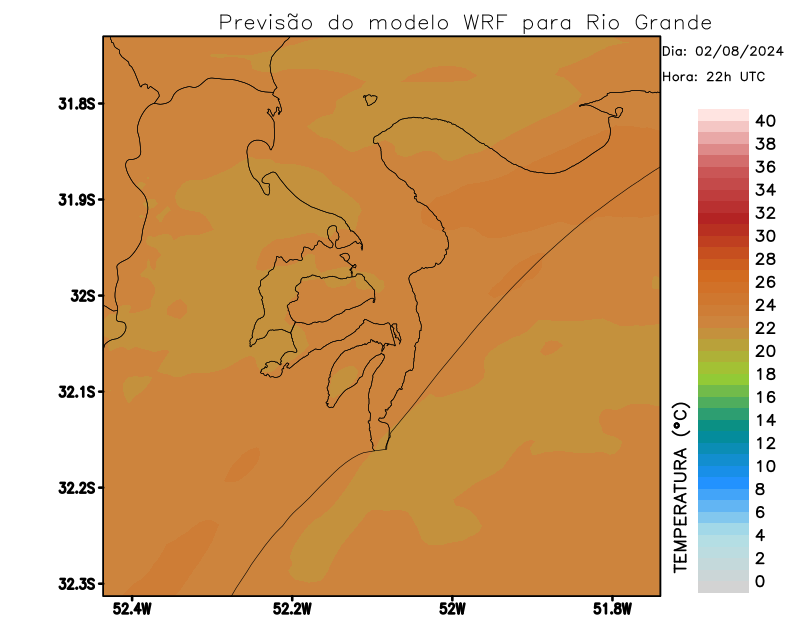 Previsão do modelo WRF para Rio Grande
Dia: 02/08/2024
Hora: 22h UTC
31.8S
31.9S
32S
32.1S
32.2S
32.3S
52.4W
52.2W
52W
51.8W
TEMPERATURA (°C)
40
38
36
34
32
30
28
26
24
22
20
18
16
14
12
10
8
6
4
2
0